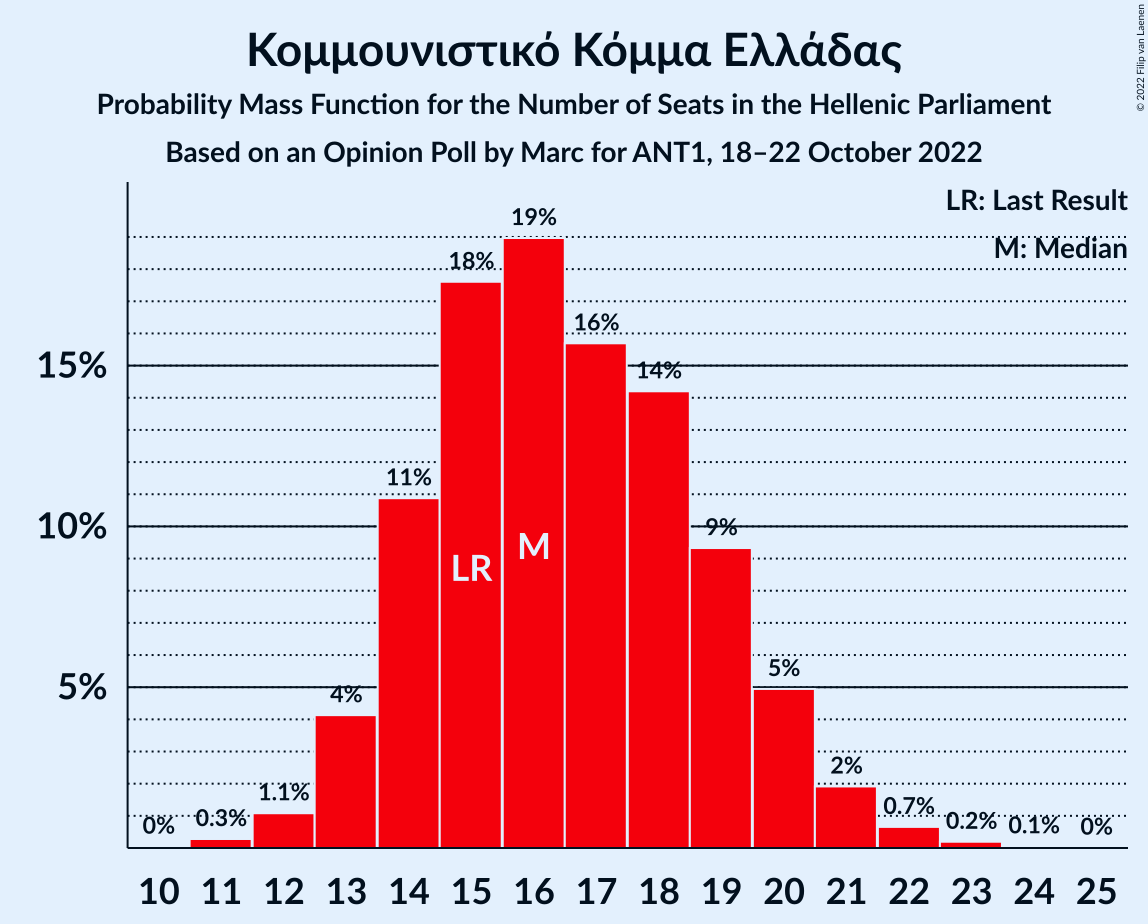 Κομμουνιστικό Κόμμα Ελλάδας
Probability Mass Function for the Number of Seats in the Hellenic Parliament
Based on an Opinion Poll by Marc for ANT1, 18–22 October 2022
© 2022 Filip van Laenen
LR: Last Result
M: Median
15%
10%
5%
0%
0.3%
1.1%
4%
11%
18%
19%
16%
14%
9%
5%
2%
0.7%
0.2%
0.1%
0%
LR
M
10 11 12 13 14 15 16 17 18 19 20 21 22 23 24 25